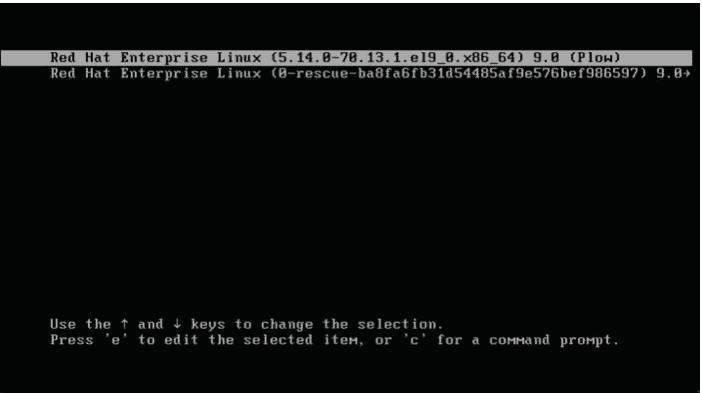 Red Hat Enterprise Linux (5.14.0-70.13.1.el9_0.x86_64) 9.0 (Plow)
Red Hat Enterprise Linux (0-rescue-ba8fa6fb31d54485af9e576bef986597) 9.0→
Use the ↑ and ↓ keys to change the selection.
Press 'e' to edit the selected item, or 'c' for a command prompt.